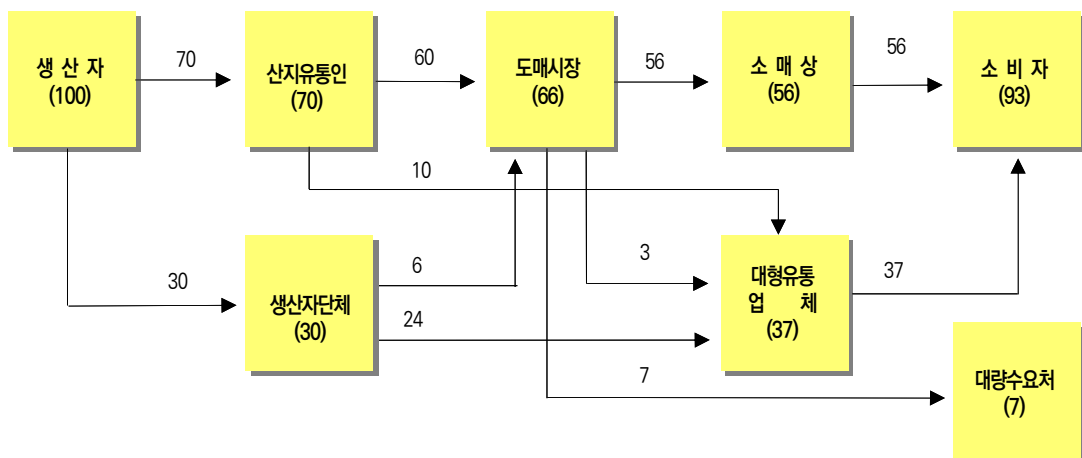 생 산 자
(100)
70
산지유통인
(70)
60
도매시장
(66)
56
소 매 상
(56)
56
소 비 자
(93)
10
30
생산자단체
(30)
6
24
3
대형유통
업 체
(37)
37
7
대량수요처
(7)